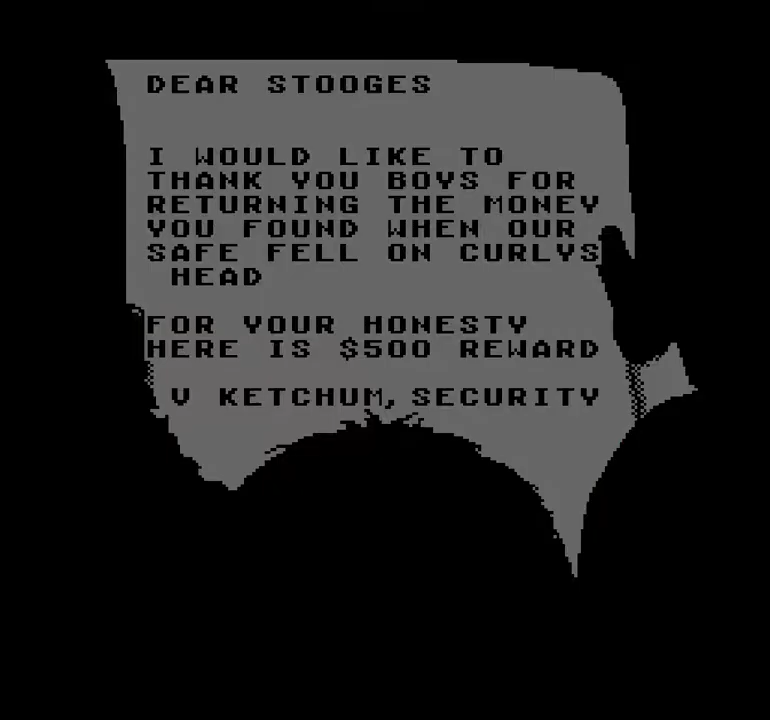 DEAR STOOGES
I WOULD LIKE TO
THANK YOU BOYS FOR
RETURNING THE MONEY
YOU FOUND WHEN OUR
SAFE FELL ON CURLYS
HEAD
FOR YOUR HONESTY
HERE IS $500 REWARD
V KETCHUM, SECURITY